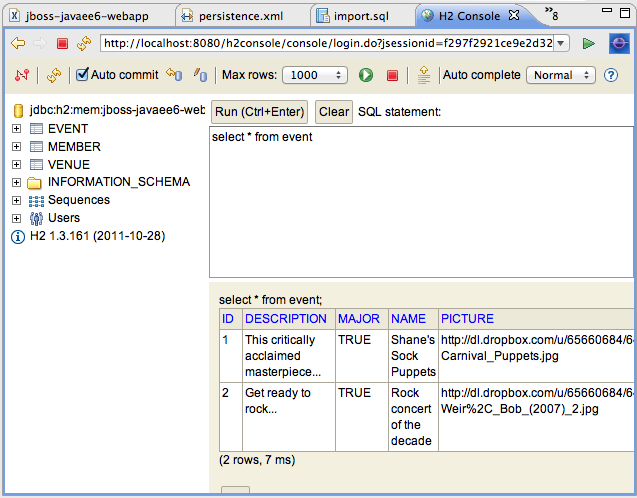 jboss-javaee6-webapp persistence.xml import.sql H2 Console 8
http://localhost:8080/h2console/console/login.do?jsessionid=f297f2921ce9e2d32
Auto commit Max rows: 1000 Auto complete Normal
jdbc:h2:mem:jboss-javaee6-web
EVENT
MEMBER
VENUE
INFORMATION_SCHEMA
Sequences
Users
H2 1.3.161 (2011-10-28)
Run (Ctrl+Enter) Clear SQL statement:
select * from event
select * from event;
ID DESCRIPTION MAJOR NAME PICTURE
1 This critically TRUE Shane's http://dl.dropbox.com/u/65660684/6
acclaimed Sock Carnival_Puppets.jpg
masterpiece... Puppets
2 Get ready to TRUE Rock http://dl.dropbox.com/u/65660684/6
rock... concert Weir%2C_Bob_(2007)_2.jpg
of the
decade
(2 rows, 7 ms)